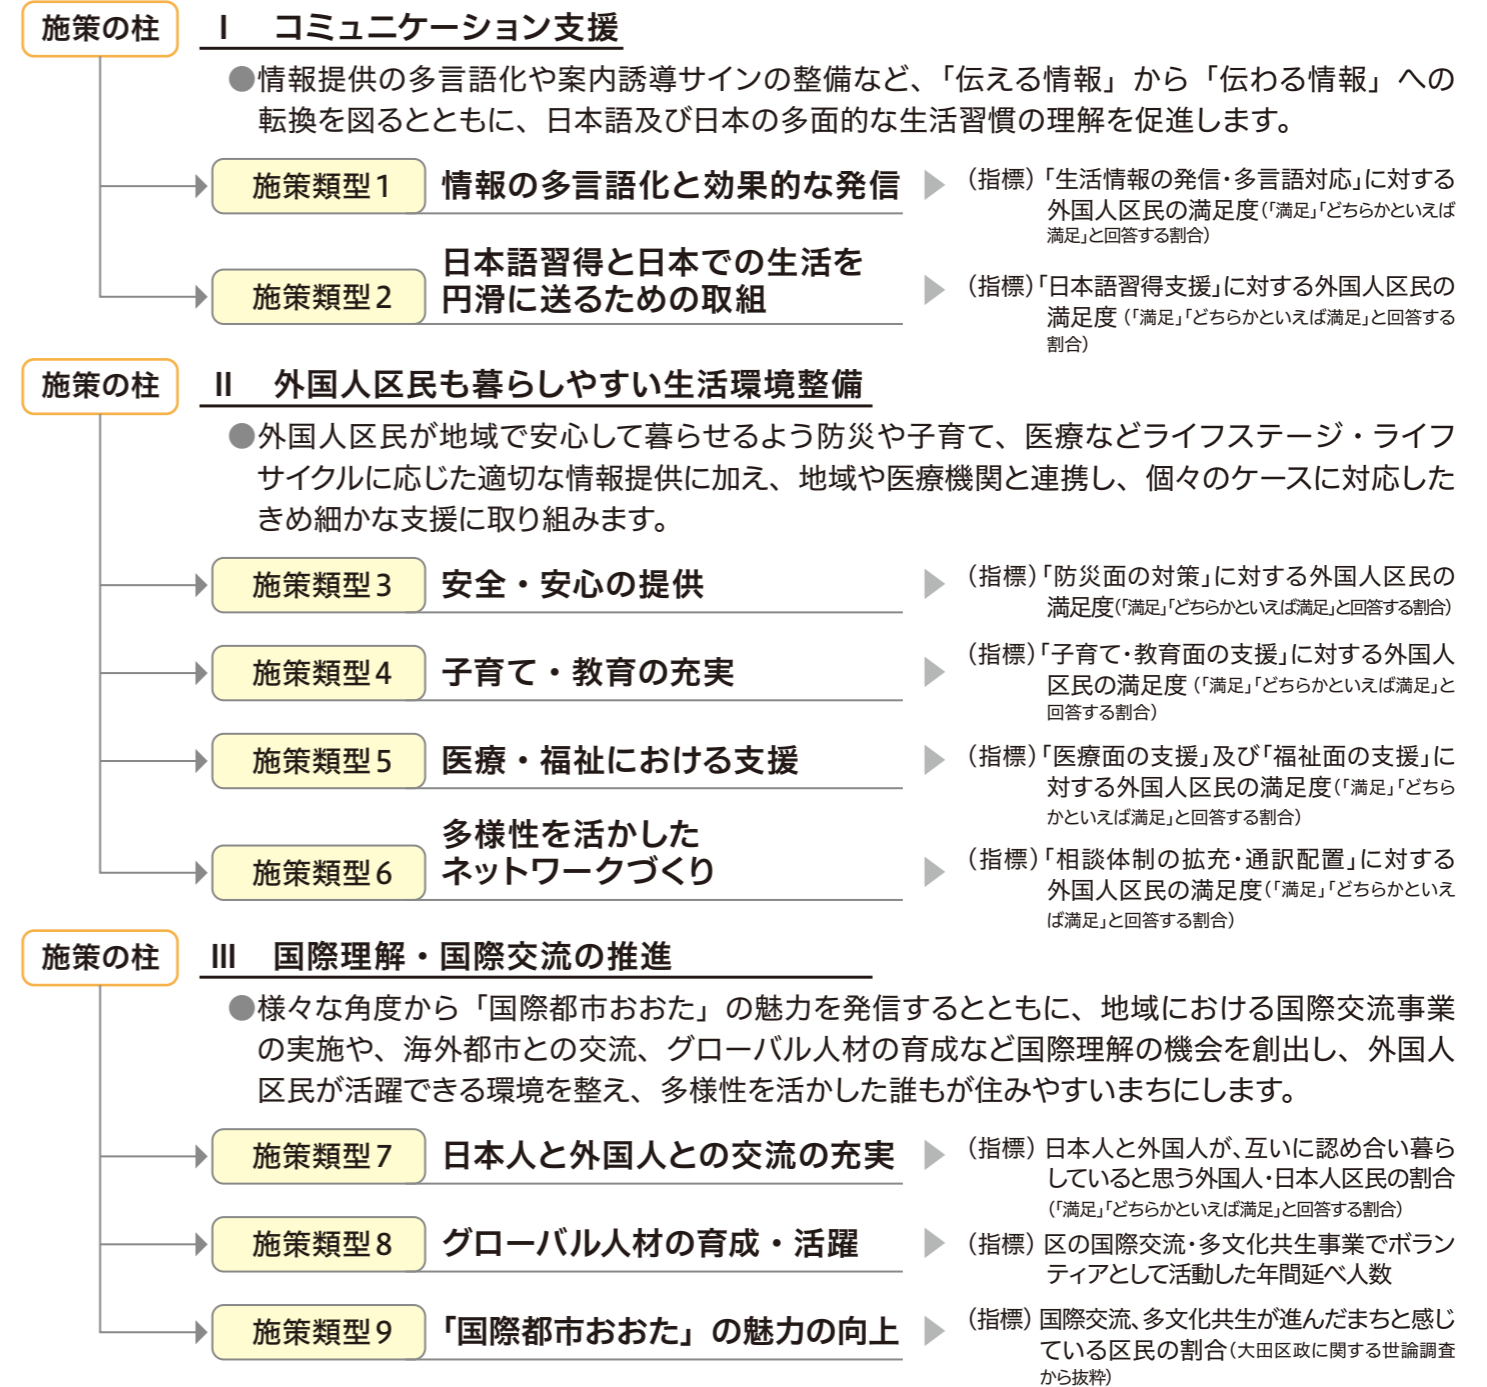 施策の柱 Ⅰ コミュニケーション支援
●情報提供の多言語化や案内誘導サインの整備など、「伝える情報」から「伝わる情報」への
転換を図るとともに、日本語及び日本の多面的な生活習慣の理解を促進します。
施策類型1 情報の多言語化と効果的な発信
(指標)「生活情報の発信・多言語対応」に対する
外国人区民の満足度(「満足」「どちらかといえば
満足」と回答する割合)
施策類型2 日本語習得と日本での生活を
円滑に送るための取組
(指標)「日本語習得支援」に対する外国人区民の
満足度(「満足」「どちらかといえば満足」と回答する
割合)
施策の柱 Ⅱ 外国人区民も暮らしやすい生活環境整備
●外国人区民が地域で安心して暮らせるよう防災や子育て、医療などライフステージ・ライフ
サイクルに応じた適切な情報提供に加え、地域や医療機関と連携し、個々のケースに対応した
きめ細かな支援に取り組みます。
施策類型3 安全・安心の提供
(指標)「防災面の対策」に対する外国人区民の
満足度(「満足」「どちらかといえば満足」と回答する割合)
施策類型4 子育て・教育の充実
(指標)「子育て・教育面の支援」に対する外国人
区民の満足度(「満足」「どちらかといえば満足」と
回答する割合)
施策類型5 医療・福祉における支援
(指標)「医療面の支援」及び「福祉面の支援」に
対する外国人区民の満足度(「満足」「どちら
かといえば満足」と回答する割合)
施策類型6 多様性を活かした
ネットワークづくり
(指標)「相談体制の拡充・通訳配置」に対する
外国人区民の満足度(「満足」「どちらかといえ
ば満足」と回答する割合)
施策の柱 Ⅲ 国際理解・国際交流の推進
●様々な角度から「国際都市おおた」の魅力を発信するとともに、地域における国際交流事業
の実施や、海外都市との交流、グローバル人材の育成など国際理解の機会を創出し、外国人
区民が活躍できる環境を整え、多様性を活かした誰もが住みやすいまちにします。
施策類型7 日本人と外国人との交流の充実
(指標)日本人と外国人が、互いに認め合い暮ら
していると思う外国人・日本人区民の割合
(「満足」「どちらかといえば満足」と回答する割合)
施策類型8 グローバル人材の育成・活躍
(指標)区の国際交流・多文化共生事業でボラン
ティアとして活動した年間延べ人数
施策類型9 「国際都市おおた」の魅力の向上
(指標)国際交流、多文化共生が進んだまちと感じ
ている区民の割合(大田区政に関する世論調査
から抜粋)